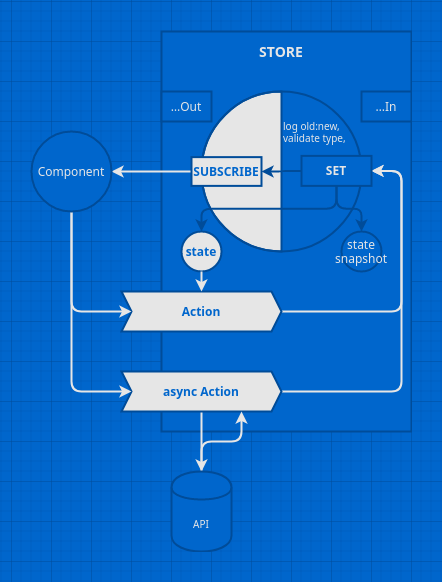 STORE
...Out
...In
log old:new,
validate type,
Component
SUBSCRIBE
SET
state
state
snapshot
Action
async Action
API